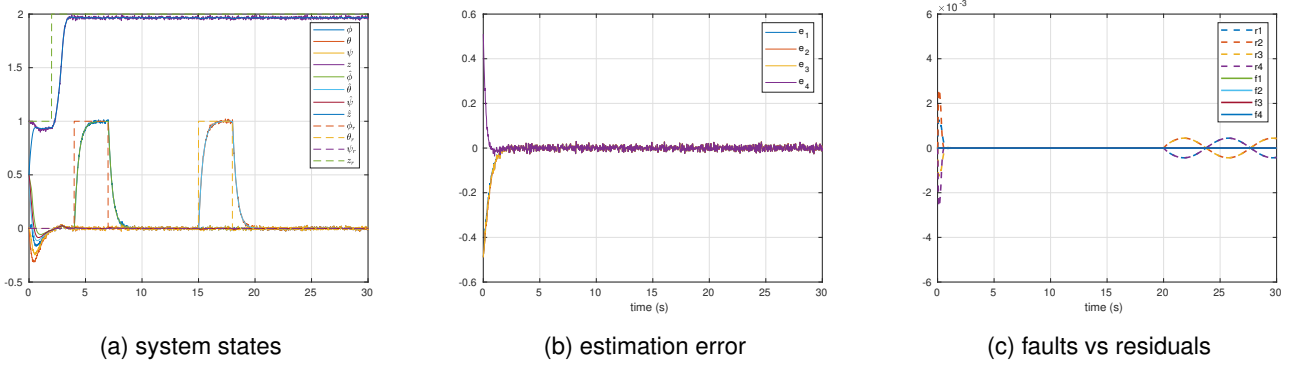 2
1.5
1
0.5
0
-0.5
0 5 10 15 20 25 30
ϕ
θ
ψ
z
ϕ̂
θ̂
ψ̂
ẑ
ϕr
θr
ψr
zr
(a) system states
0.6
0.4
0.2
0
-0.2
-0.4
-0.6
0 5 10 15 20 25 30
time (s)
e1
e2
e3
e4
(b) estimation error
×10-3
6
4
2
0
-2
-4
-6
0 5 10 15 20 25 30
time (s)
r1
r2
r3
r4
f1
f2
f3
f4
(c) faults vs residuals